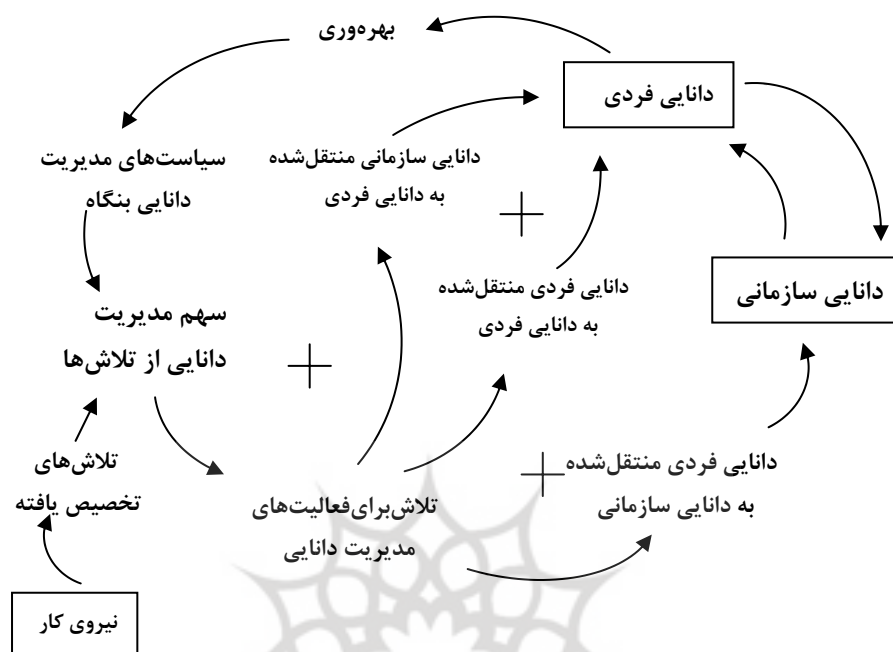 بهره‌وری
دانایی فردی
سیاست‌های مدیریت
دانایی بنگاه
دانایی سازمانی منتقل‌شده
به دانایی فردی
دانایی فردی منتقل‌شده
به دانایی فردی
دانایی سازمانی
سهم مدیریت
دانایی از تلاش‌ها
تلاش‌های
تخصیص یافته
تلاش‌برای‌فعالیت‌های
مدیریت دانایی
دانایی فردی منتقل‌شده
به دانایی سازمانی
نیروی کار